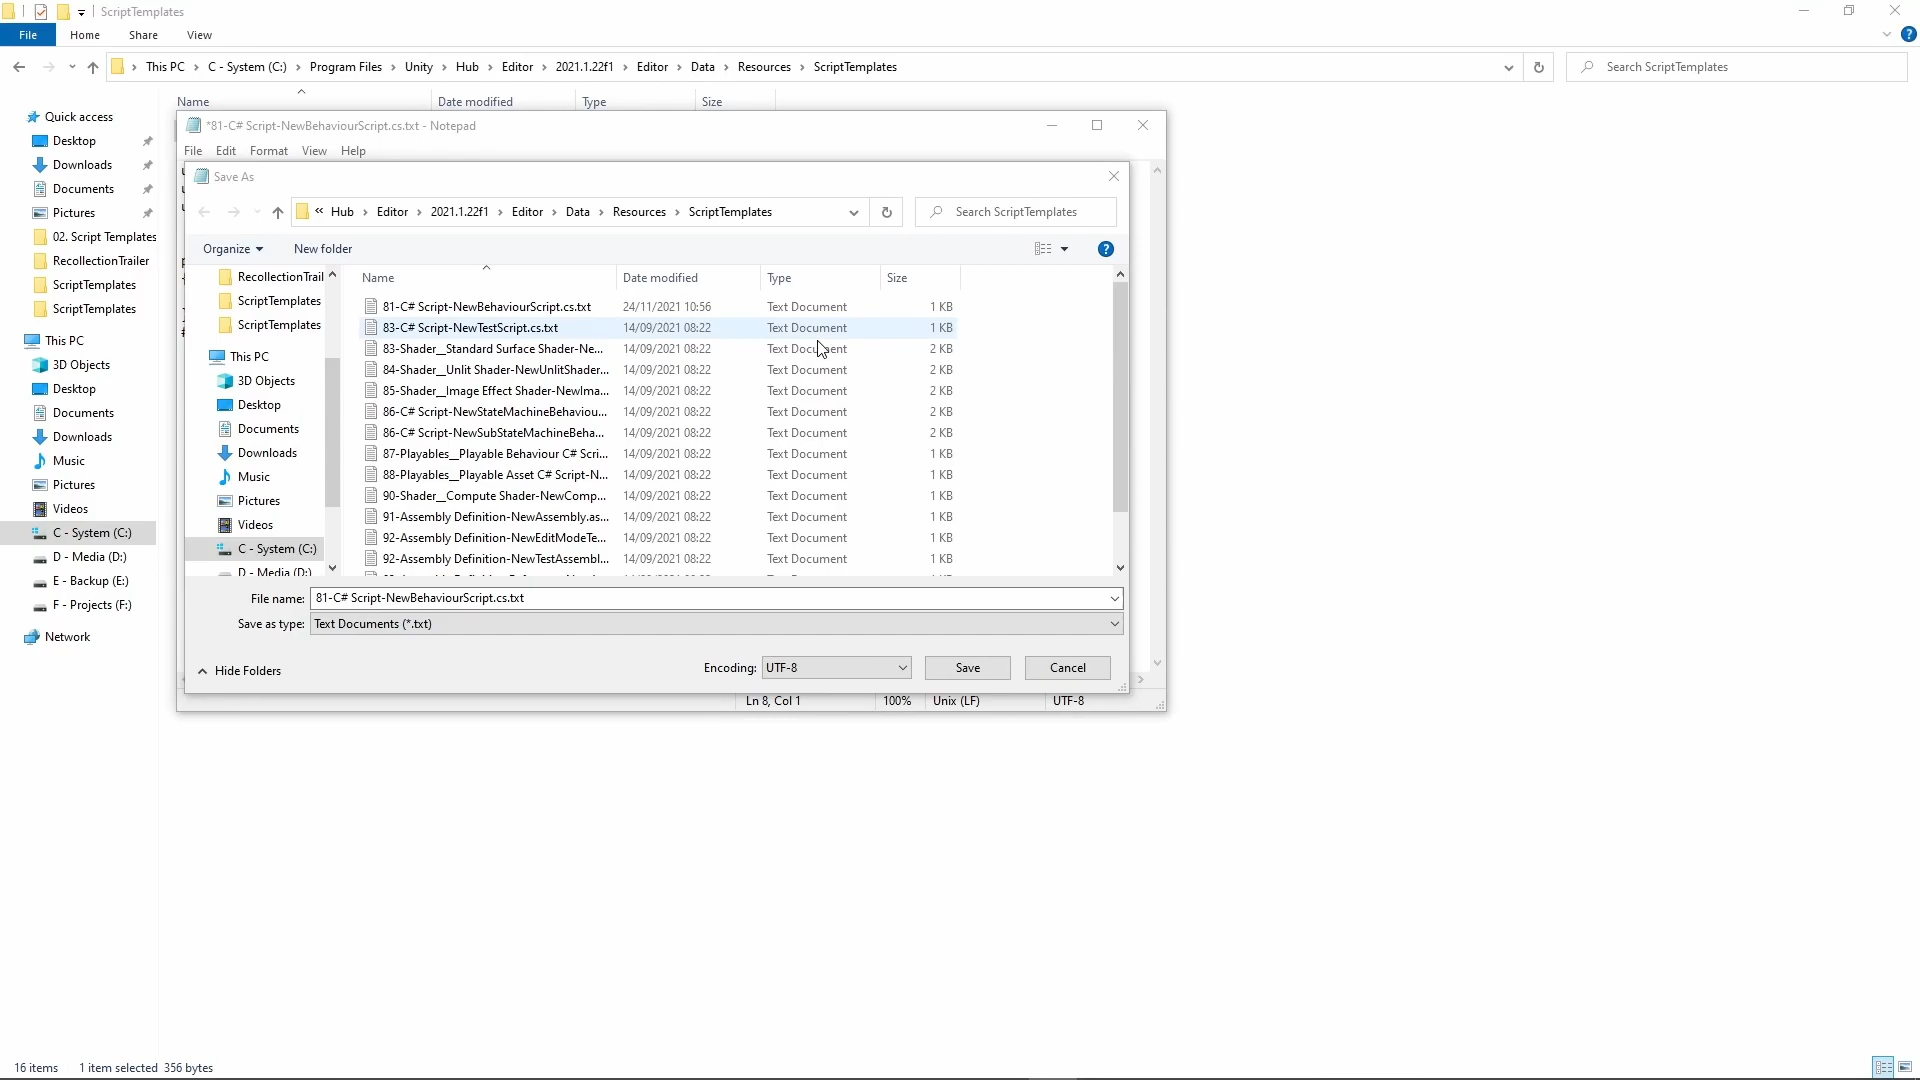 ScriptTemplates
File Home Share View
This PC > C - System (C:) > Program Files > Unity > Hub > Editor > 2021.1.22f1 > Editor > Data > Resources > ScriptTemplates
Search ScriptTemplates
Name Date modified Type Size
Quick access
Desktop
Downloads
Documents
Pictures
02. Script Templates
RecollectionTrailer
ScriptTemplates
ScriptTemplates
This PC
3D Objects
Desktop
Documents
Downloads
Music
Pictures
Videos
C - System (C:)
D - Media (D:)
E - Backup (E:)
F - Projects (F:)
Network
*81-C# Script-NewBehaviourScript.cs.txt - Notepad
File Edit Format View Help
Save As
« Hub > Editor > 2021.1.22f1 > Editor > Data > Resources > ScriptTemplates
Search ScriptTemplates
Organize New folder
RecollectionTrail
ScriptTemplates
ScriptTemplates
This PC
3D Objects
Desktop
Documents
Downloads
Music
Pictures
Videos
C - System (C:)
D - Media (D:)
Name Date modified Type Size
81-C# Script-NewBehaviourScript.cs.txt 24/11/2021 10:56 Text Document 1 KB
83-C# Script-NewTestScript.cs.txt 14/09/2021 08:22 Text Document 1 KB
83-Shader__Standard Surface Shader-Ne... 14/09/2021 08:22 Text Document 2 KB
84-Shader__Unlit Shader-NewUnlitShader... 14/09/2021 08:22 Text Document 2 KB
85-Shader__Image Effect Shader-NewIma... 14/09/2021 08:22 Text Document 2 KB
86-C# Script-NewStateMachineBehaviou... 14/09/2021 08:22 Text Document 2 KB
86-C# Script-NewSubStateMachineBeha... 14/09/2021 08:22 Text Document 2 KB
87-Playables__Playable Behaviour C# Scri... 14/09/2021 08:22 Text Document 1 KB
88-Playables__Playable Asset C# Script-N... 14/09/2021 08:22 Text Document 1 KB
90-Shader__Compute Shader-NewComp... 14/09/2021 08:22 Text Document 1 KB
91-Assembly Definition-NewAssembly.as... 14/09/2021 08:22 Text Document 1 KB
92-Assembly Definition-NewEditModeTe... 14/09/2021 08:22 Text Document 1 KB
92-Assembly Definition-NewTestAssembl... 14/09/2021 08:22 Text Document 1 KB
File name: 81-C# Script-NewBehaviourScript.cs.txt
Save as type: Text Documents (*.txt)
Hide Folders Encoding: UTF-8 Save Cancel
Ln 8, Col 1 100% Unix (LF) UTF-8
16 items 1 item selected 356 bytes